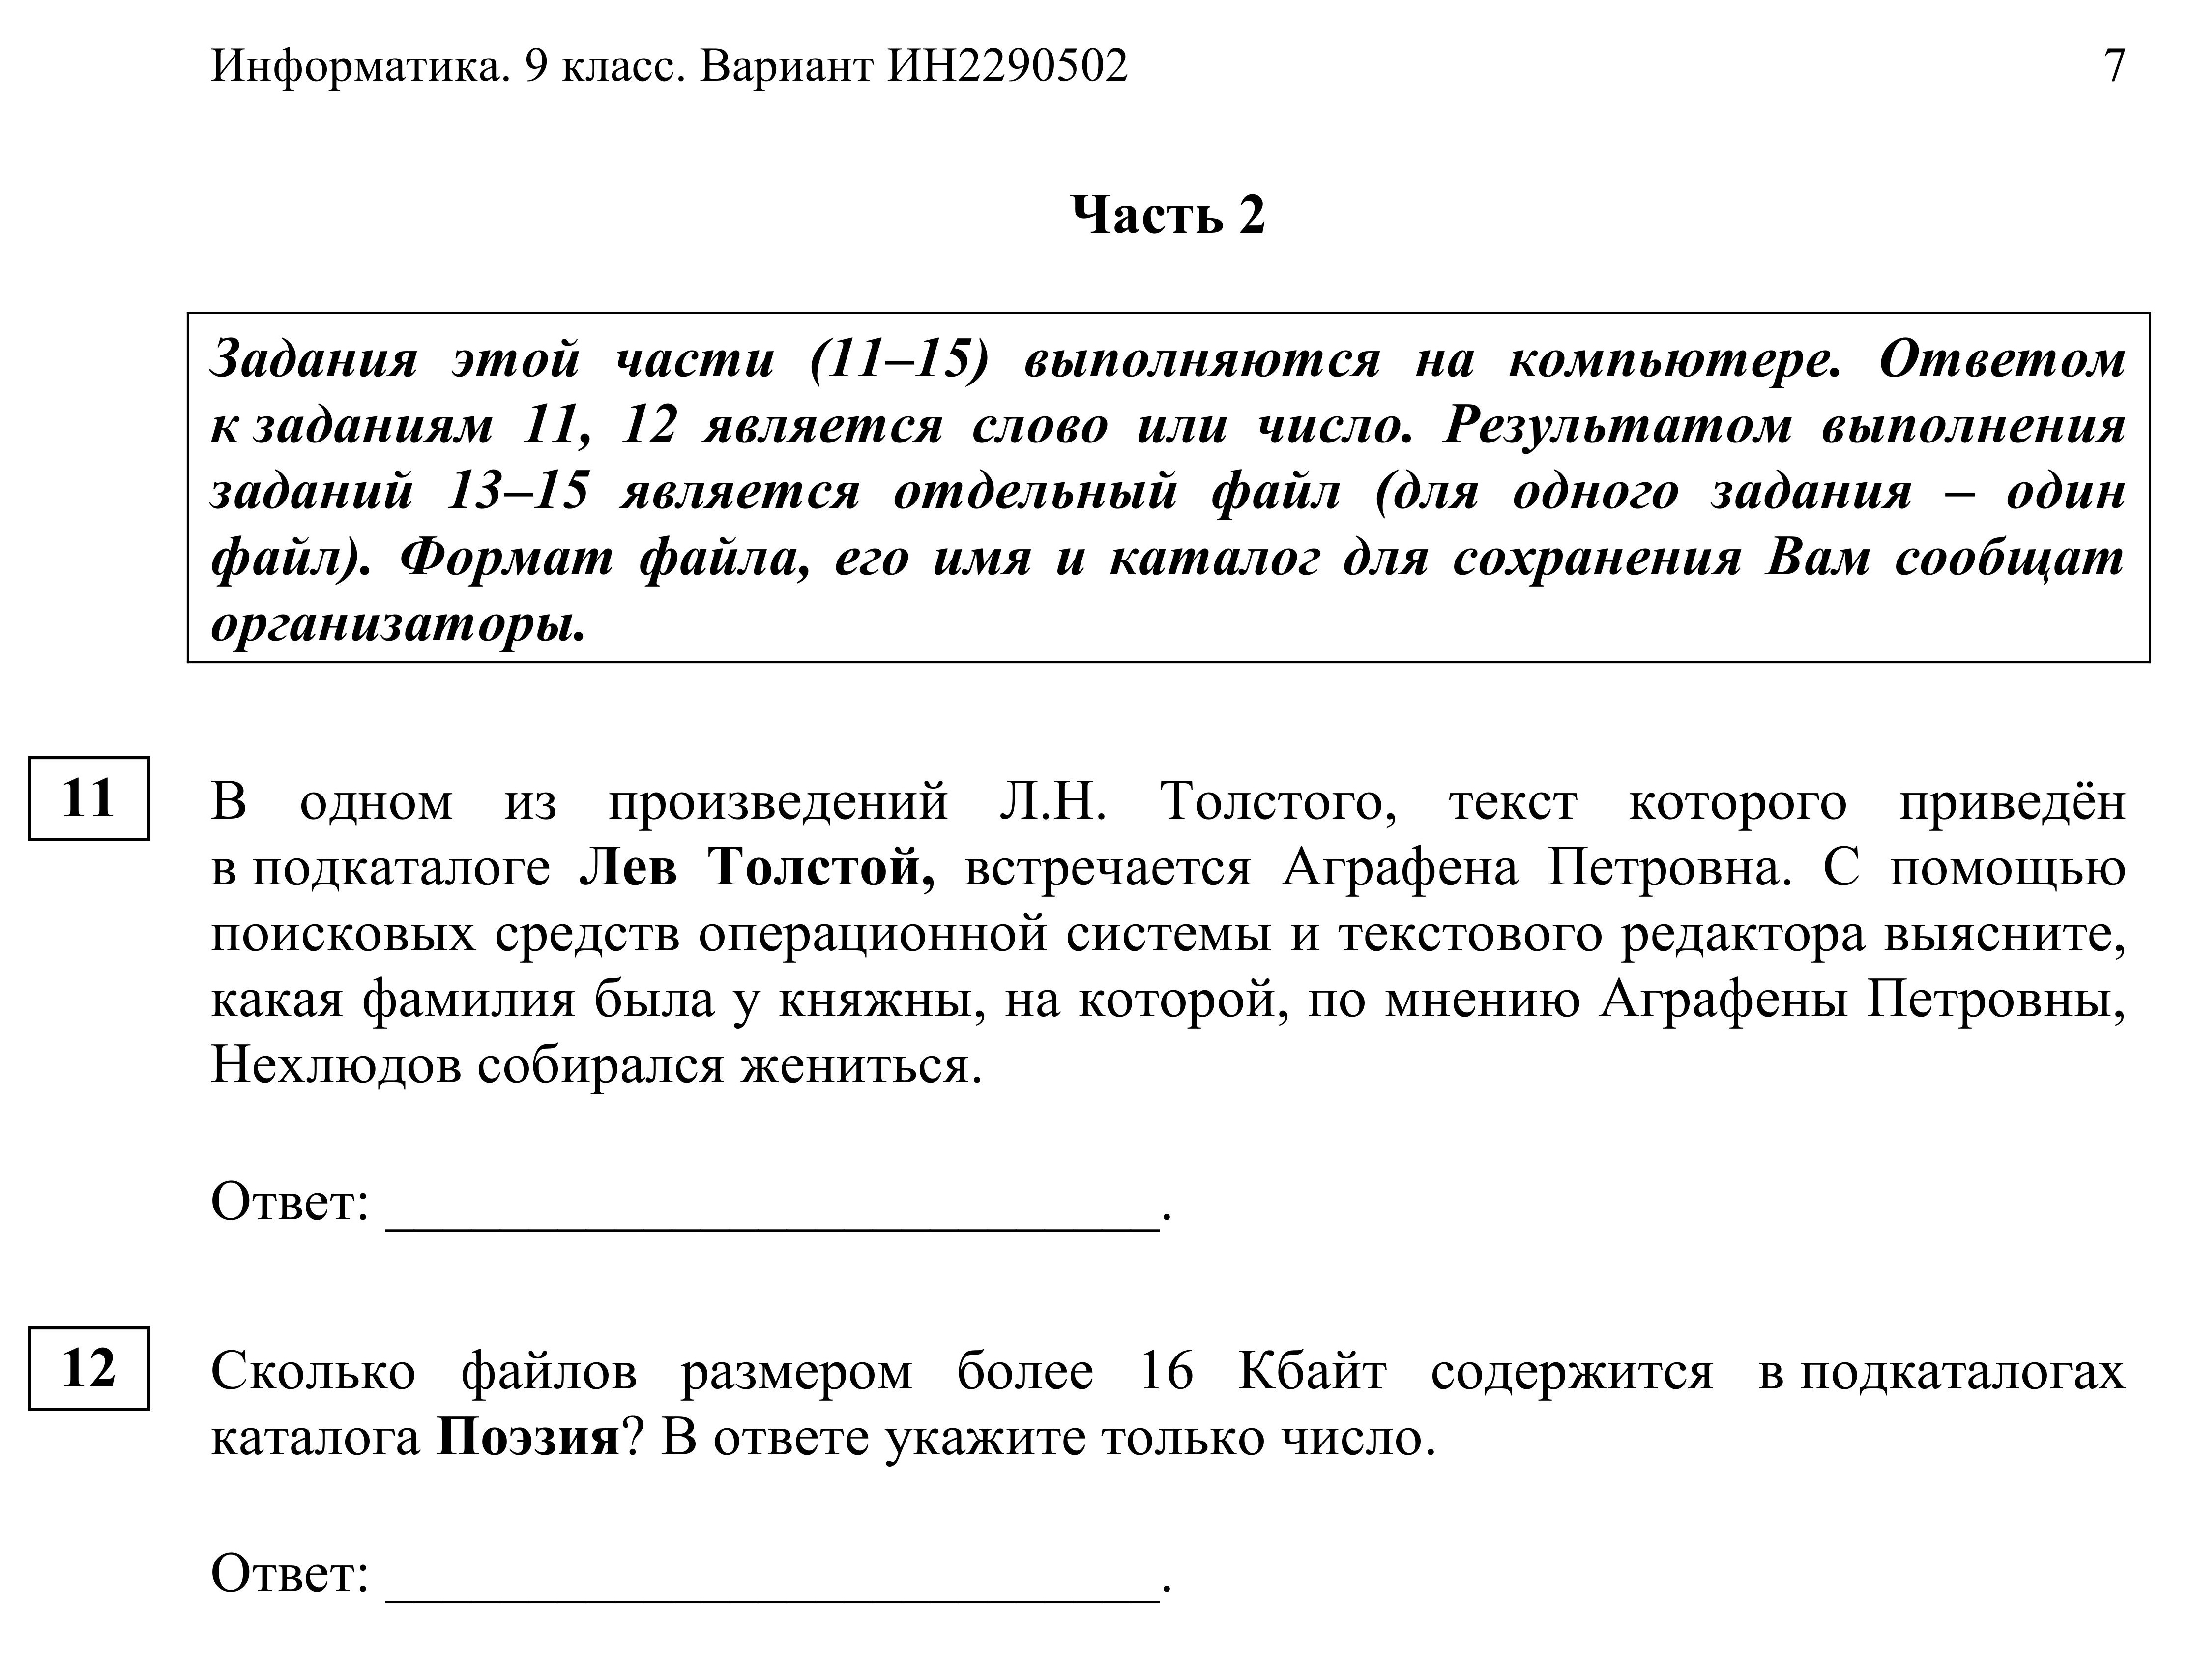 Информатика. 9 класс. Вариант ИН2290502 7
Часть 2
Задания этой части (11–15) выполняются на компьютере. Ответом
к заданиям 11, 12 является слово или число. Результатом выполнения
заданий 13–15 является отдельный файл (для одного задания – один
файл). Формат файла, его имя и каталог для сохранения Вам сообщат
организаторы.
11 В одном из произведений Л.Н. Толстого, текст которого приведён
в подкаталоге Лев Толстой, встречается Аграфена Петровна. С помощью
поисковых средств операционной системы и текстового редактора выясните,
какая фамилия была у княжны, на которой, по мнению Аграфены Петровны,
Нехлюдов собирался жениться.
Ответ: ___________________________.
12 Сколько файлов размером более 16 Кбайт содержится в подкаталогах
каталога Поэзия? В ответе укажите только число.
Ответ: ___________________________.